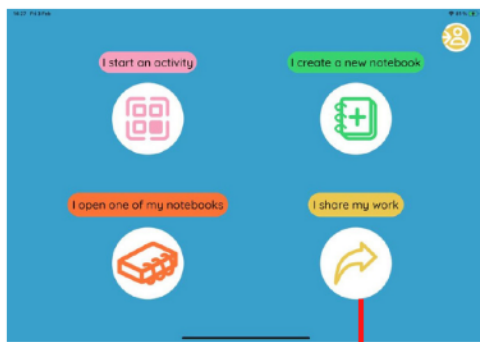 I start an activity
I create a new notebook
I open one of my notebooks
I share my work